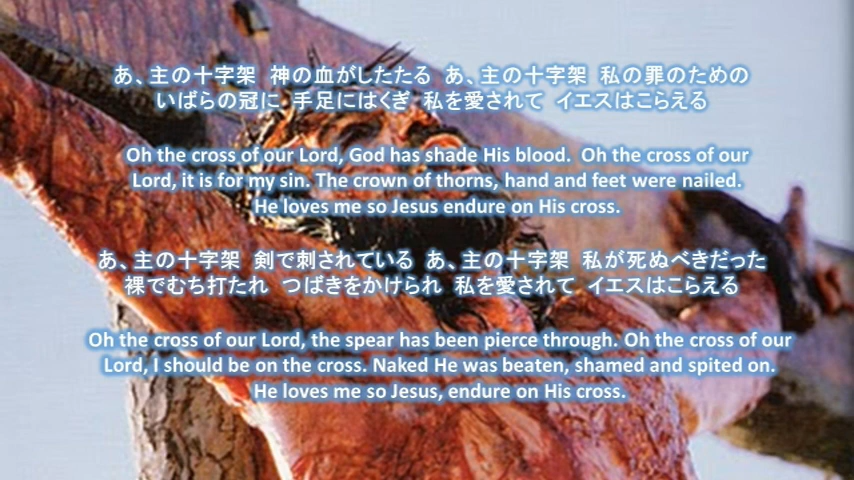 あ、主の十字架 神の血がしたたる あ、主の十字架 私の罪のための
いばらの冠に 手足にはくぎ 私を愛されて イエスはこらえる
Oh the cross of our Lord, God has shade His blood. Oh the cross of our
Lord, it is for my sin. The crown of thorns, hand and feet were nailed.
He loves me so Jesus endure on His cross.
あ、主の十字架 剣で刺されている あ、主の十字架 私が死ぬべきだった
裸でむち打たれ つばきをかけられ 私を愛されて イエスはこらえる
Oh the cross of our Lord, the spear has been pierce through. Oh the cross of our
Lord, I should be on the cross. Naked He was beaten, shamed and spited on.
He loves me so Jesus, endure on His cross.